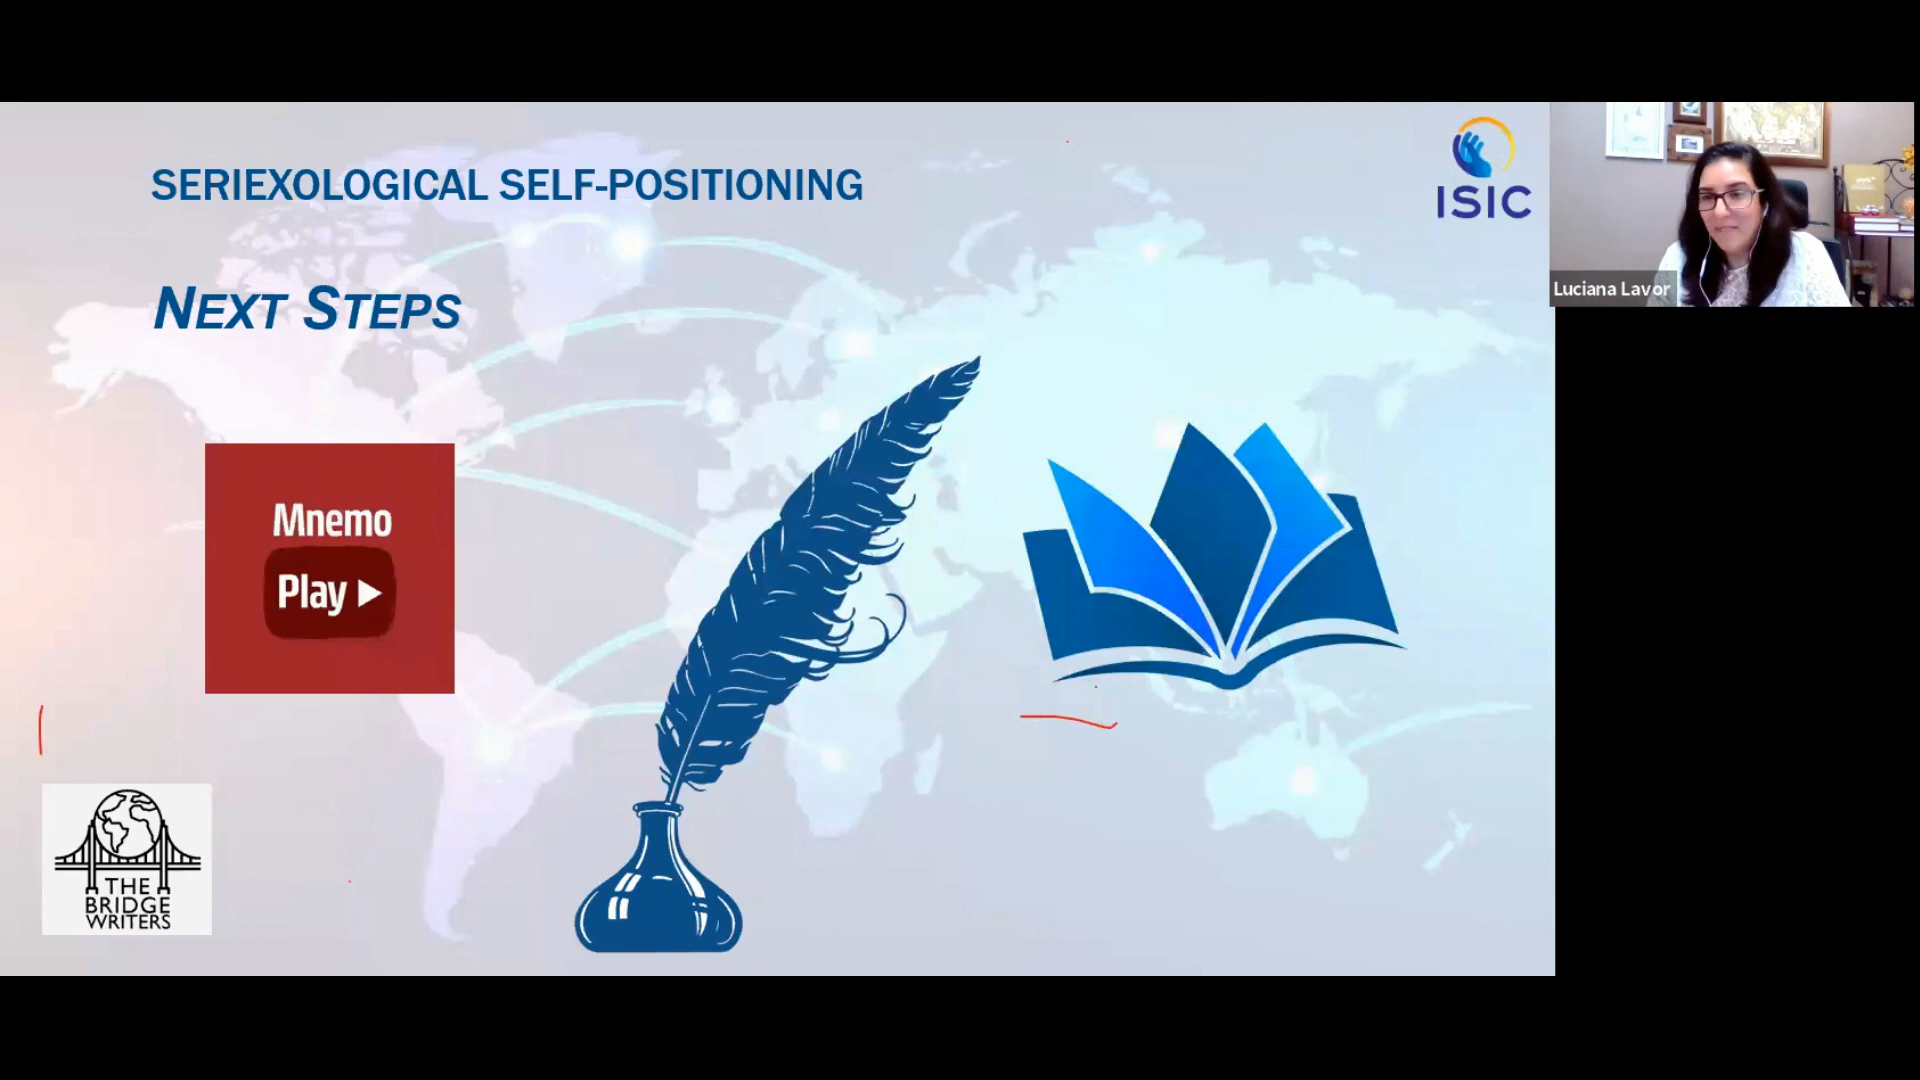 SERIEXOLOGICAL SELF-POSITIONING
NEXT STEPS
ISIC
Luciana Lavor
Mnemo
Play
THE
BRIDGE
WRITERS